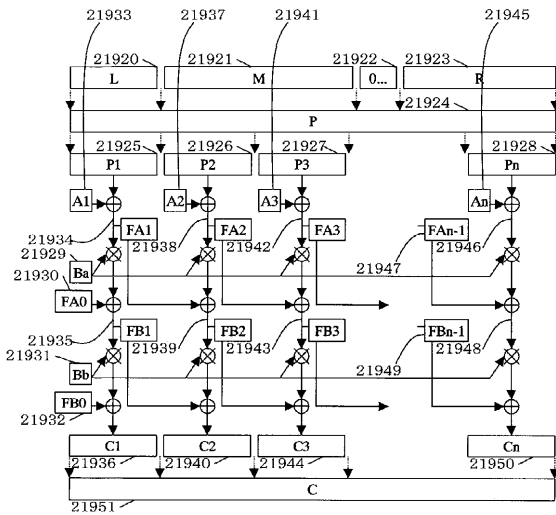 21933 21937 21941 21945
21920 21921 21922 21923
L M 0... R
21924
P
21925 21926 21927 21928
P1 P2 P3 Pn
A1 A2 A3 An
FA1 FA2 FA3 FAn-1
21934 21938 21942 21946
21929 21947
Ba
21930
FA0
FB1 FB2 FB3 FBn-1
21935 21939 21943 21948
21931 21949
Bb
FB0
21932
C1 C2 C3 Cn
21936 21940 21944 21950
C
21951